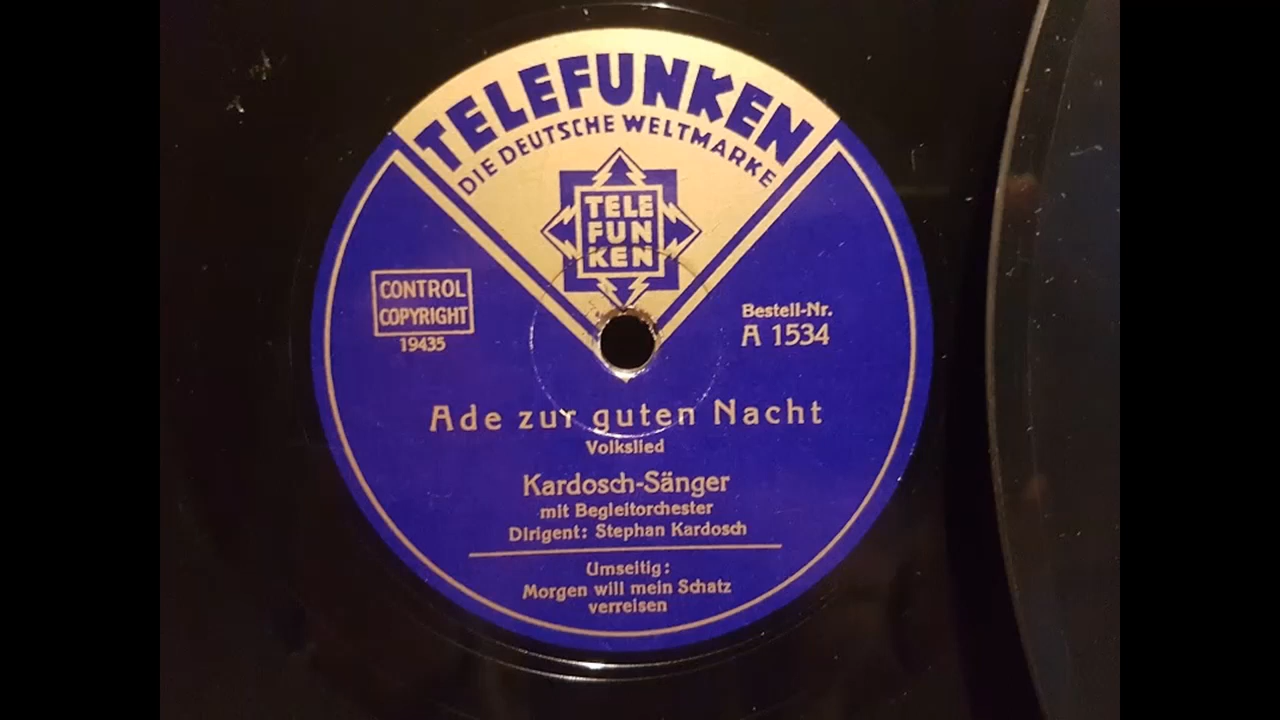 TELEFUNKEN
DIE DEUTSCHE WELTMARKE
TELE
FUN
KEN
CONTROL
COPYRIGHT
19435
Bestell-Nr.
A 1534
Ade zur guten Nacht
Volkslied
Kardosch-Sänger
mit Begleitorchester
Dirigent: Stephan Kardosch
Umseitig:
Morgen will mein Schatz
verreisen